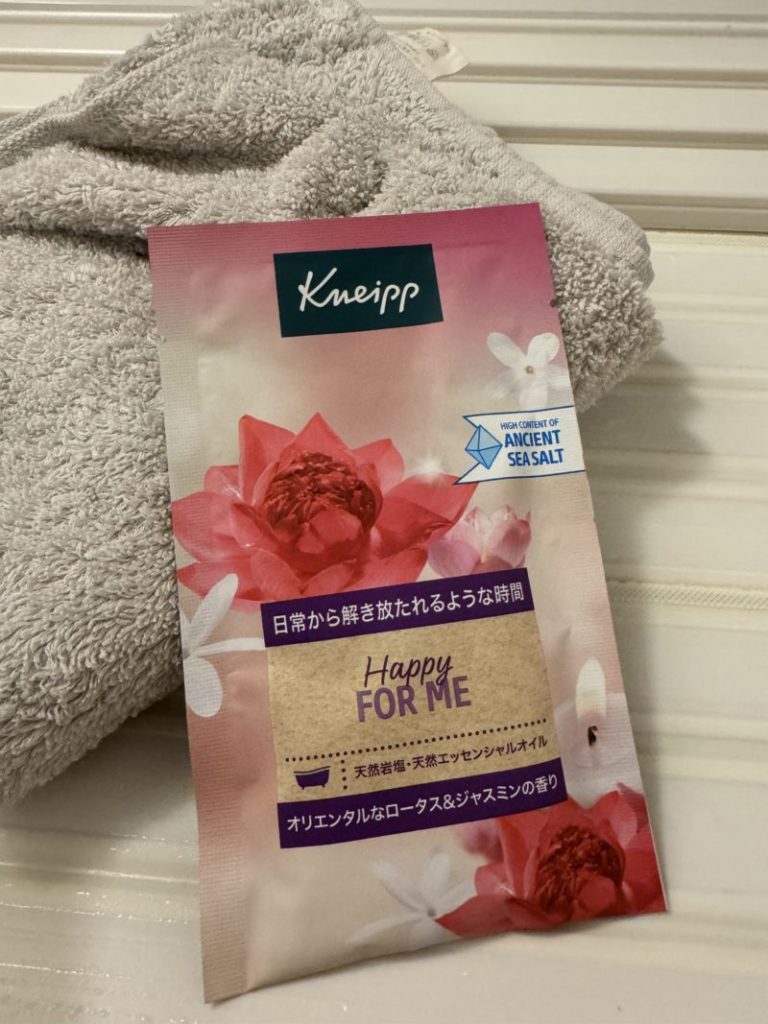 Kneipp
HIGH CONTENT OF
ANCIENT
SEA SALT
日常から解き放たれるような時間
Happy
FOR ME
天然岩塩・天然エッセンシャルオイル
オリエンタルなロータス&ジャスミンの香り